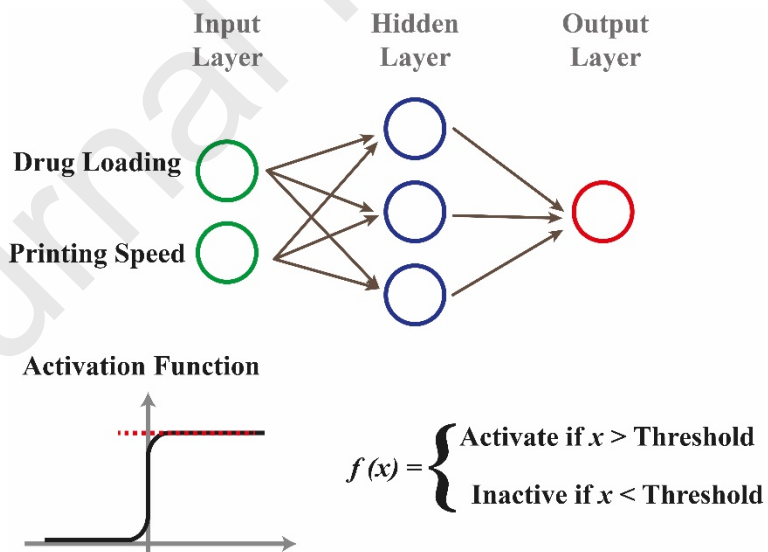 Input Layer
Hidden Layer
Output Layer
Drug Loading
Printing Speed
Activation Function
f (x) = {
Activate if x > Threshold
Inactive if x < Threshold